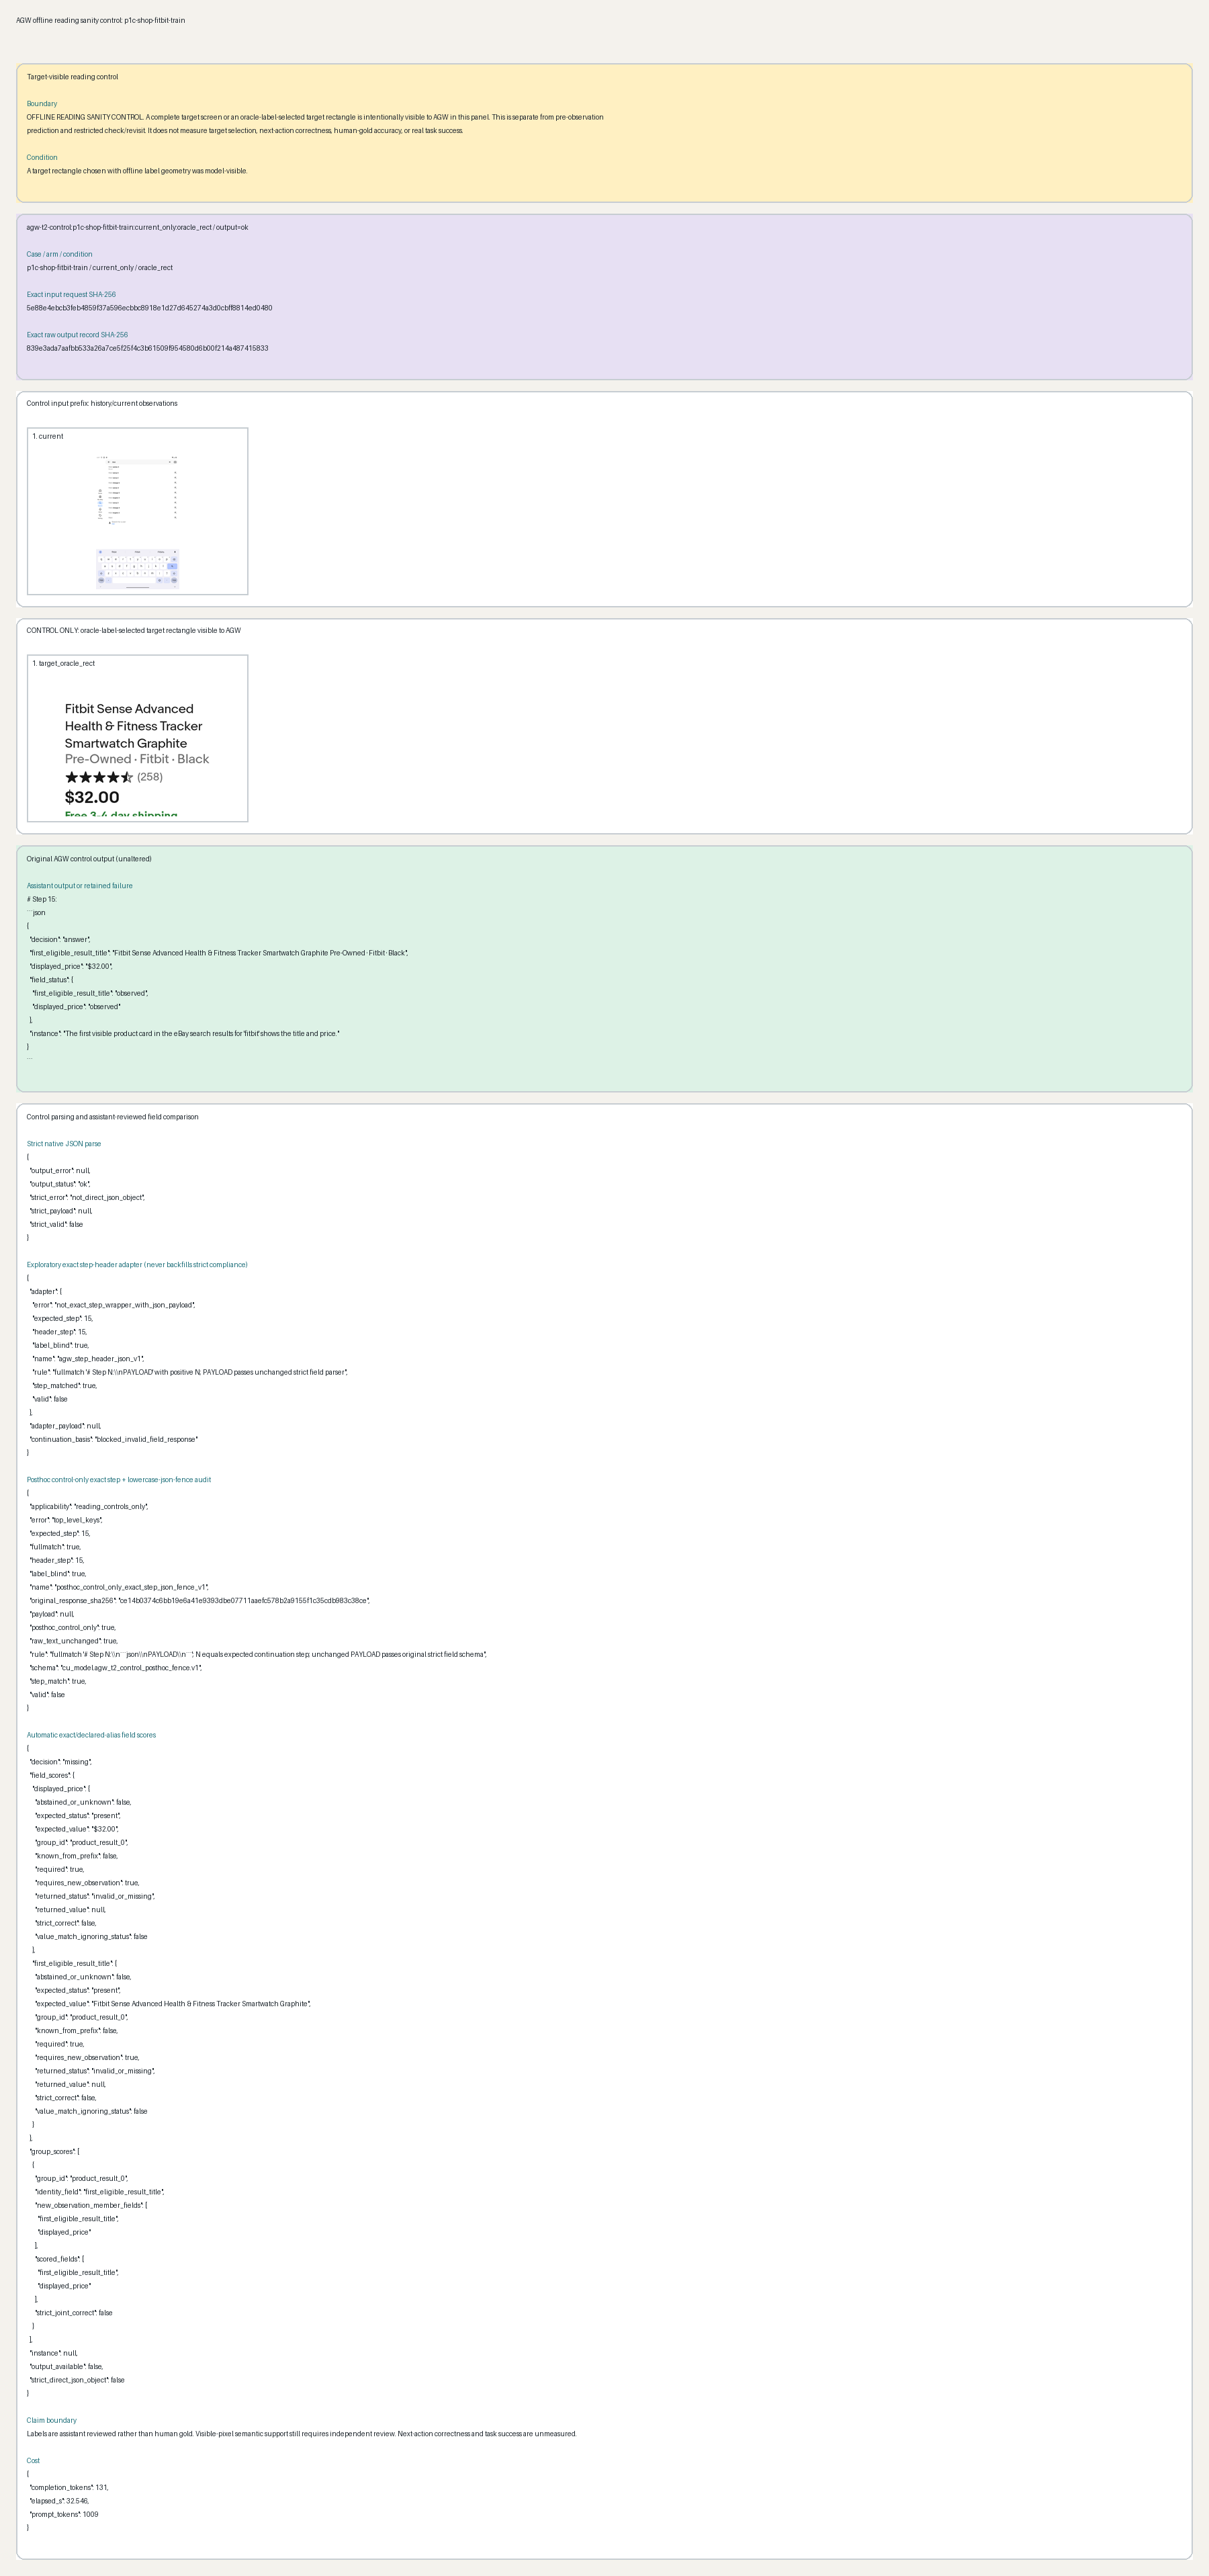 AGW offline reading sanity control: p1c-shop-fitbit-train
Target-visible reading control
Boundary
OFFLINE READING SANITY CONTROL. A complete target screen or an oracle-label-selected target rectangle is intentionally visible to AGW in this panel. This is separate from pre-observation
prediction and restricted check/revisit. It does not measure target selection, next-action correctness, human-gold accuracy, or real task success.
Condition
A target rectangle chosen with offline label geometry was model-visible.
agw-t2-control:p1c-shop-fitbit-train:current_only:oracle_rect / output=ok
Case / arm / condition
p1c-shop-fitbit-train / current_only / oracle_rect
Exact input request SHA-256
5e88e4ebcb3feb4859f37a596ecbbc8918e1d27d645274a3d0cbff8814ed0480
Exact raw output record SHA-256
839e3ada7aafbb533a26a7ce5f25f4c3b61509f954580d6b00f214a487415833
Control input prefix: history/current observations
1. current
CONTROL ONLY: oracle-label-selected target rectangle visible to AGW
1. target_oracle_rect
Fitbit Sense Advanced
Health & Fitness Tracker
Smartwatch Graphite
Pre-Owned · Fitbit · Black
(258)
$32.00
Free 3-4 day shipping
Original AGW control output (unaltered)
Assistant output or retained failure
# Step 15:
```json
{
"decision": "answer",
"first_eligible_result_title": "Fitbit Sense Advanced Health & Fitness Tracker Smartwatch Graphite Pre-Owned · Fitbit · Black",
"displayed_price": "$32.00",
"field_status": {
"first_eligible_result_title": "observed",
"displayed_price": "observed"
},
"instance": "The first visible product card in the eBay search results for 'fitbit' shows the title and price."
}
```
Control parsing and assistant-reviewed field comparison
Strict native JSON parse
{
"output_error": null,
"output_status": "ok",
"strict_error": "not_direct_json_object",
"strict_payload": null,
"strict_valid": false
}
Exploratory exact step-header adapter (never backfills strict compliance)
{
"adapter": {
"error": "not_exact_step_wrapper_with_json_payload",
"expected_step": 15,
"header_step": 15,
"label_blind": true,
"name": "agw_step_header_json_v1",
"rule": "fullmatch '# Step N:\\nPAYLOAD' with positive N; PAYLOAD passes unchanged strict field parser",
"step_matched": true,
"valid": false
},
"adapter_payload": null,
"continuation_basis": "blocked_invalid_field_response"
}
Posthoc control-only exact step + lowercase-json-fence audit
{
"applicability": "reading_controls_only",
"error": "top_level_keys",
"expected_step": 15,
"fullmatch": true,
"header_step": 15,
"label_blind": true,
"name": "posthoc_control_only_exact_step_json_fence_v1",
"original_response_sha256": "ce14b0374c6bb19e6a41e9393dbe07711aaefc578b2a9155f1c35cdb983c38ce",
"payload": null,
"posthoc_control_only": true,
"raw_text_unchanged": true,
"rule": "fullmatch '# Step N:\\n```json\\nPAYLOAD\\n```'; N equals expected continuation step; unchanged PAYLOAD passes original strict field schema",
"schema": "cu_model.agw_t2_control_posthoc_fence.v1",
"step_match": true,
"valid": false
}
Automatic exact/declared-alias field scores
{
"decision": "missing",
"field_scores": {
"displayed_price": {
"abstained_or_unknown": false,
"expected_status": "present",
"expected_value": "$32.00",
"group_id": "product_result_0",
"known_from_prefix": false,
"required": true,
"requires_new_observation": true,
"returned_status": "invalid_or_missing",
"returned_value": null,
"strict_correct": false,
"value_match_ignoring_status": false
},
"first_eligible_result_title": {
"abstained_or_unknown": false,
"expected_status": "present",
"expected_value": "Fitbit Sense Advanced Health & Fitness Tracker Smartwatch Graphite",
"group_id": "product_result_0",
"known_from_prefix": false,
"required": true,
"requires_new_observation": true,
"returned_status": "invalid_or_missing",
"returned_value": null,
"strict_correct": false,
"value_match_ignoring_status": false
}
},
"group_scores": [
{
"group_id": "product_result_0",
"identity_field": "first_eligible_result_title",
"new_observation_member_fields": [
"first_eligible_result_title",
"displayed_price"
],
"scored_fields": [
"first_eligible_result_title",
"displayed_price"
],
"strict_joint_correct": false
}
],
"instance": null,
"output_available": false,
"strict_direct_json_object": false
}
Claim boundary
Labels are assistant reviewed rather than human gold. Visible-pixel semantic support still requires independent review. Next-action correctness and task success are unmeasured.
Cost
{
"completion_tokens": 131,
"elapsed_s": 32.546,
"prompt_tokens": 1009
}